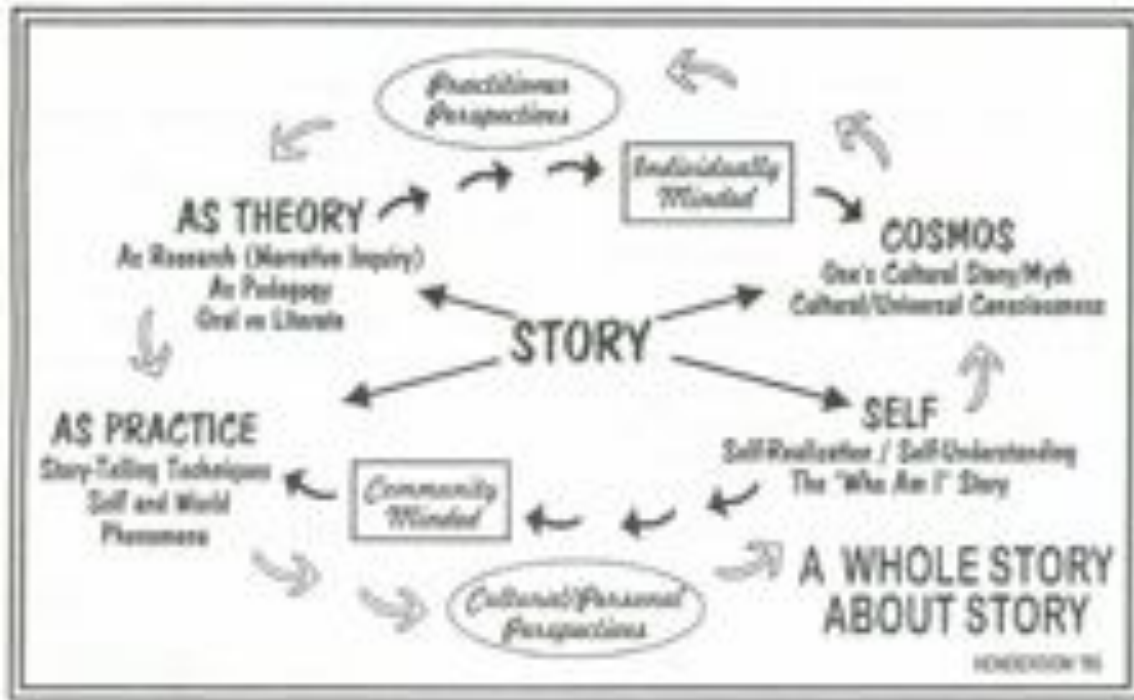 Practitioner
Perspectives
Individually
Minded
AS THEORY
As Research (Narrative Inquiry)
As Pedagogy
Oral vs Literate
COSMOS
One's Cultural Story/Myth
Cultural/Universal Consciousness
STORY
AS PRACTICE
Story-Telling Techniques
Self and World
Phenomena
Community
Minded
SELF
Self-Realization / Self-Understanding
The "Who Am I" Story
Cultural/Personal
Perspectives
A WHOLE STORY
ABOUT STORY